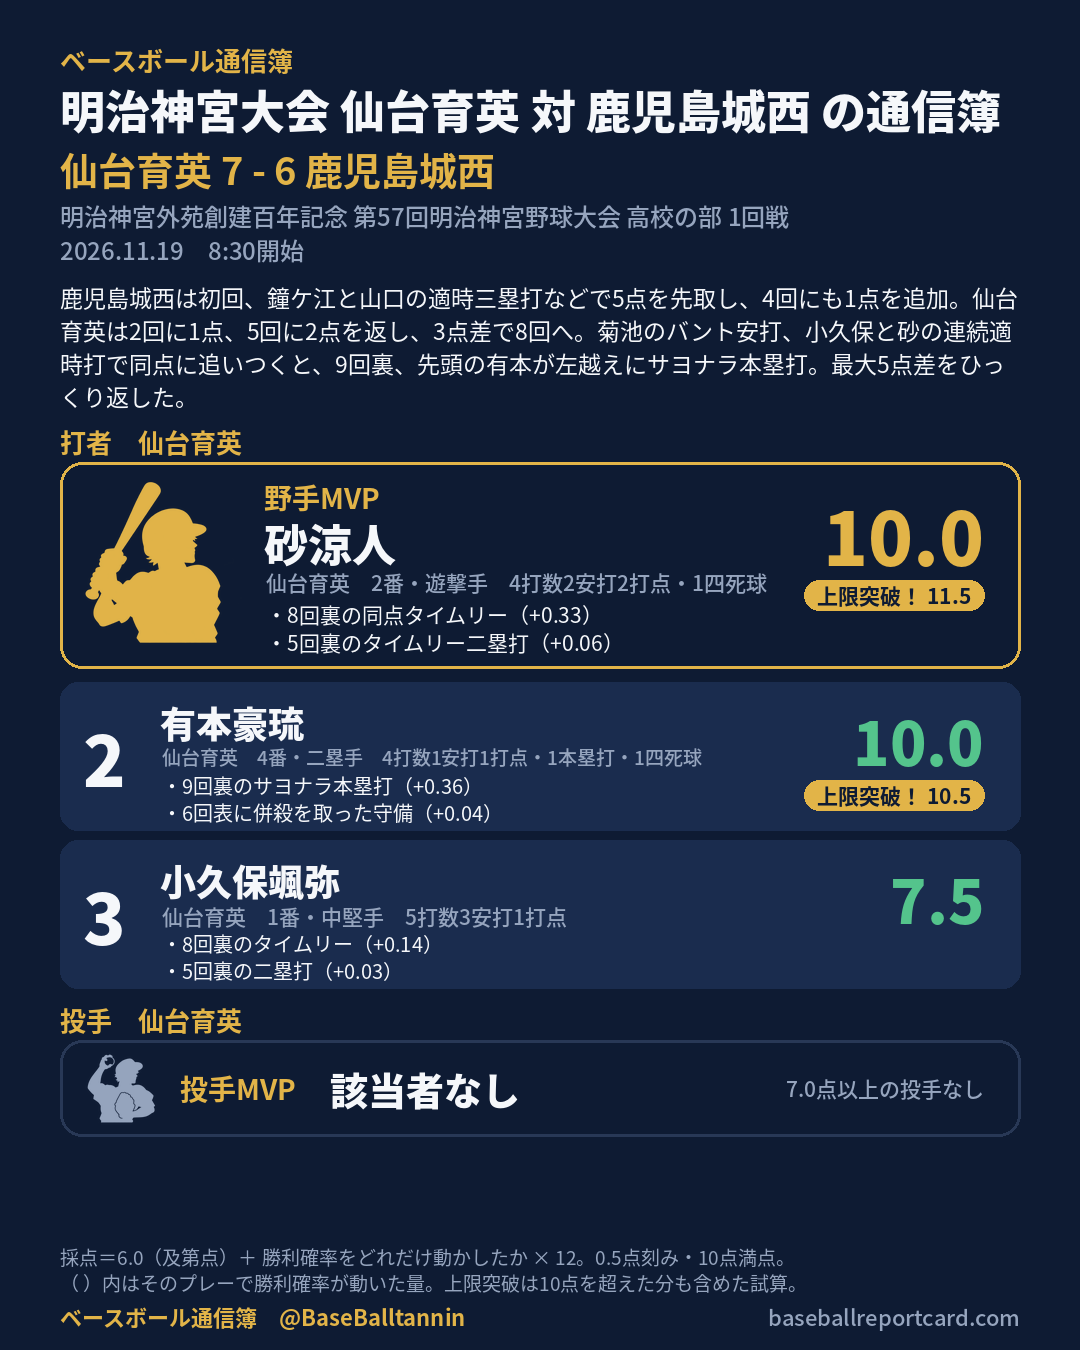 ベースボール通信簿
明治神宮大会 仙台育英 対 鹿児島城西 の通信簿
仙台育英 7 - 6 鹿児島城西
明治神宮外苑創建百年記念 第57回明治神宮野球大会 高校の部 1回戦
2026.11.19　8:30開始
鹿児島城西は初回、鐘ケ江と山口の適時三塁打などで5点を先取し、4回にも1点を追加。仙台
育英は2回に1点、5回に2点を返し、3点差で8回へ。菊池のバント安打、小久保と砂の連続適
時打で同点に追いつくと、9回裏、先頭の有本が左越えにサヨナラ本塁打。最大5点差をひっ
くり返した。
打者　仙台育英
野手MVP
砂涼人
仙台育英　2番・遊撃手　4打数2安打2打点・1四死球
・8回裏の同点タイムリー（+0.33）
・5回裏のタイムリー二塁打（+0.06）
10.0
上限突破！ 11.5
2
有本豪琉
仙台育英　4番・二塁手　4打数1安打1打点・1本塁打・1四死球
・9回裏のサヨナラ本塁打（+0.36）
・6回表に併殺を取った守備（+0.04）
10.0
上限突破！ 10.5
3
小久保颯弥
仙台育英　1番・中堅手　5打数3安打1打点
・8回裏のタイムリー（+0.14）
・5回裏の二塁打（+0.03）
7.5
投手　仙台育英
投手MVP　該当者なし
7.0点以上の投手なし
採点＝6.0（及第点）＋ 勝利確率をどれだけ動かしたか × 12。0.5点刻み・10点満点。
（ ）内はそのプレーで勝利確率が動いた量。上限突破は10点を超えた分も含めた試算。
ベースボール通信簿　@BaseBalltannin
baseballreportcard.com